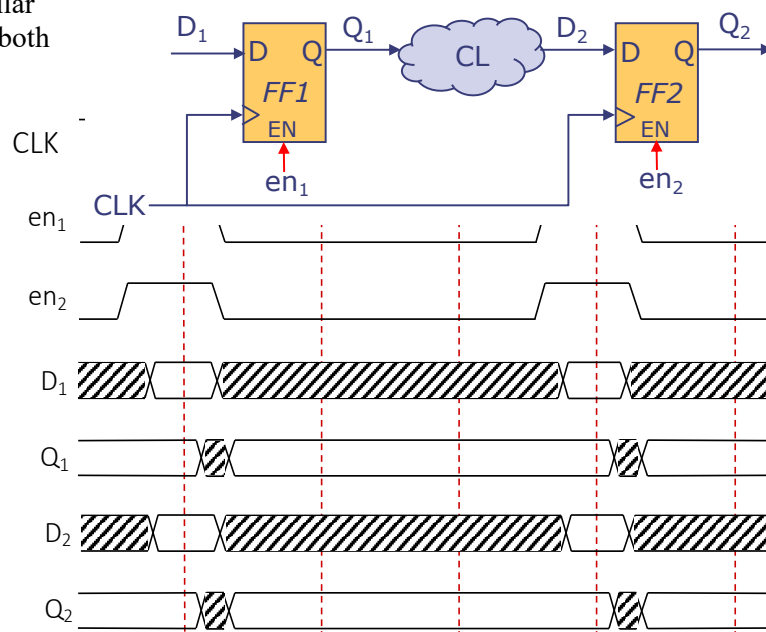 both
D₁
D
Q
Q₁
CL
D₂
D
Q
Q₂
FF1
FF2
EN
EN
CLK
en₁
en₂
CLK
en₁
en₂
D₁
Q₁
D₂
Q₂